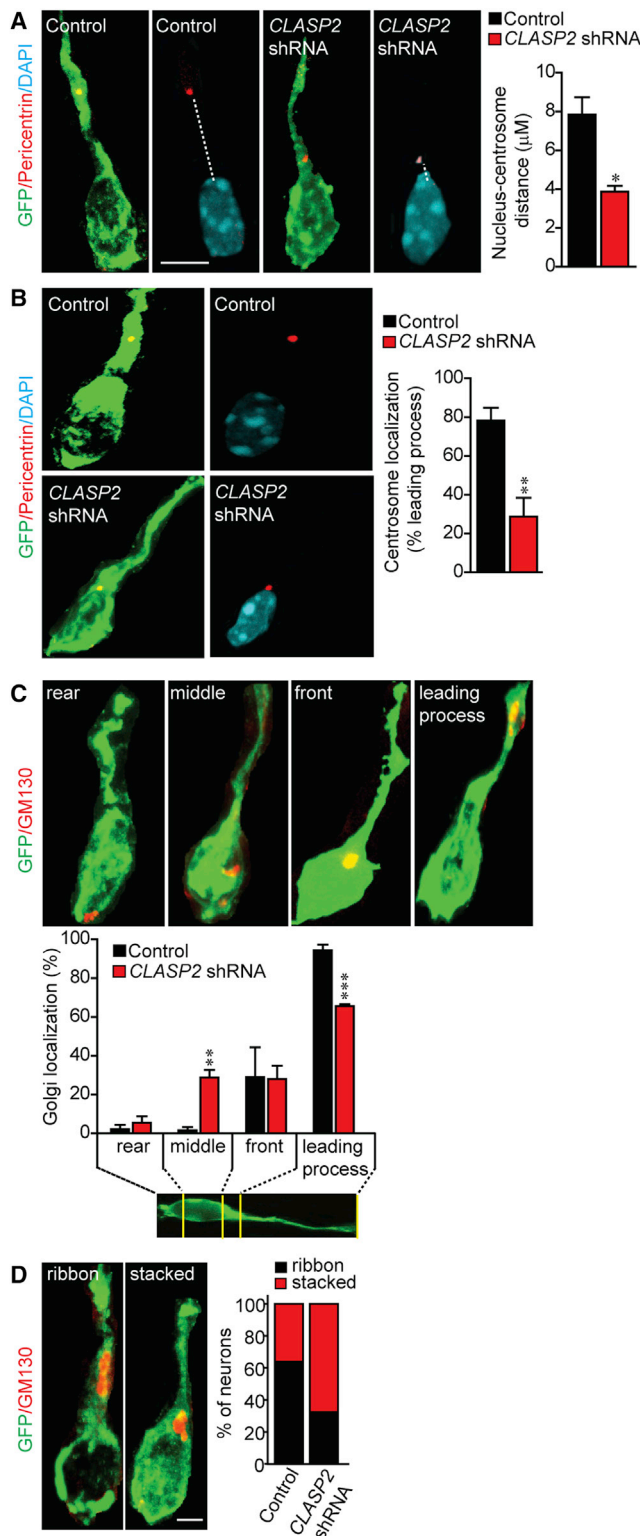 A
GFP/Pericentrin/DAPI
Control
Control
CLASP2
shRNA
CLASP2
shRNA
Control
CLASP2 shRNA
Nucleus-centrosome
distance (μM)
8
6
4
2
0
*
B
GFP/Pericentrin/DAPI
Control
Control
CLASP2
shRNA
CLASP2
shRNA
Control
CLASP2 shRNA
Centrosome localization
(% leading process)
100
80
60
40
20
0
**
C
GFP/GM130
rear
middle
front
leading
process
Golgi localization (%)
100
80
60
40
20
0
Control
CLASP2 shRNA
**
***
rear
middle
front
leading
process
D
GFP/GM130
ribbon
stacked
ribbon
stacked
% of neurons
100
80
60
40
20
0
Control
CLASP2
shRNA